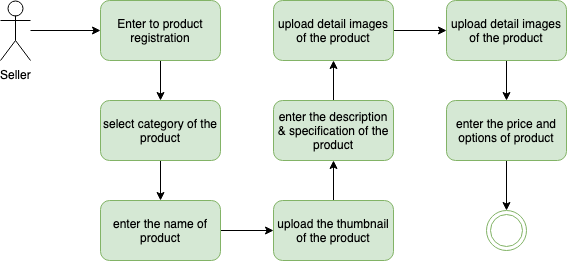 Seller
Enter to product
registration
select category of the
product
enter the name of
product
upload the thumbnail
of the product
enter the description
& specification of the
product
upload detail images
of the product
upload detail images
of the product
enter the price and
options of product